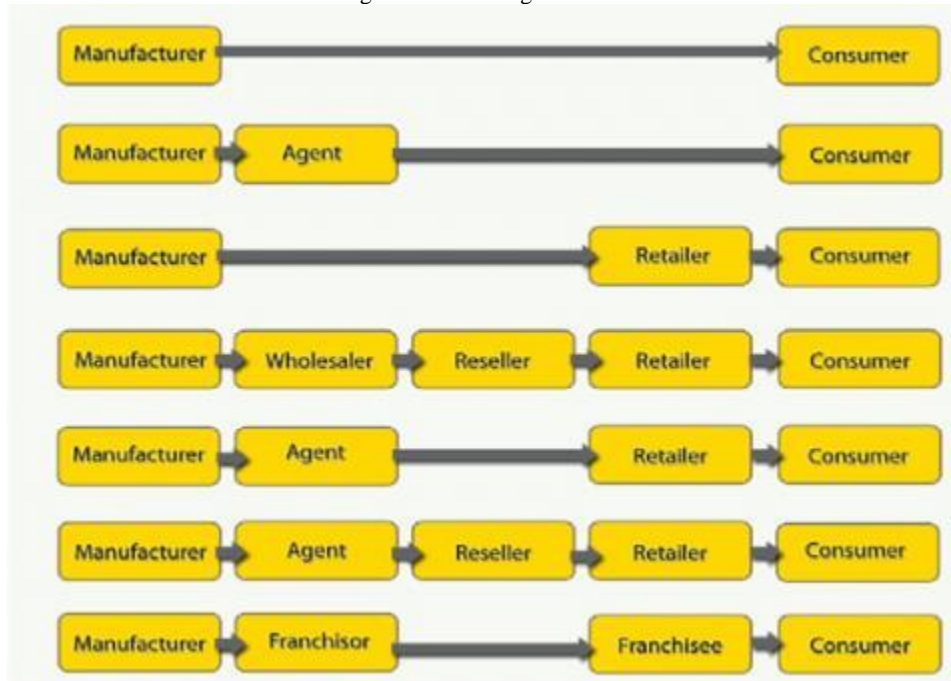 Manufacturer Consumer
Manufacturer Agent Consumer
Manufacturer Retailer Consumer
Manufacturer Wholesaler Reseller Retailer Consumer
Manufacturer Agent Retailer Consumer
Manufacturer Agent Reseller Retailer Consumer
Manufacturer Franchisor Franchisee Consumer